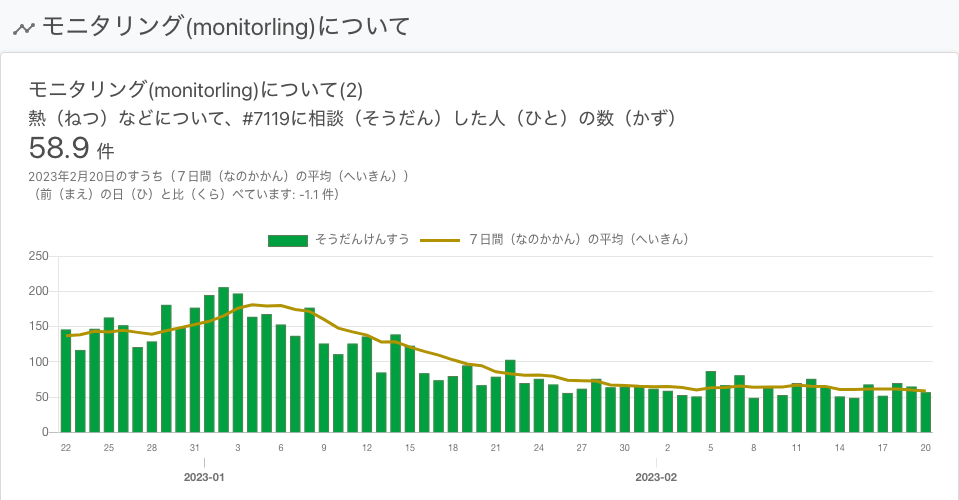 モニタリング(monitorling)について
モニタリング(monitorling)について(2)
熱（ねつ）などについて、#7119に相談（そうだん）した人（ひと）の数（かず）
58.9 件
2023年2月20日のすうち（７日間（なのかかん）の平均（へいきん））
（前（まえ）の日（ひ）と比（くら）べています: -1.1 件）
そうだんけんすう ７日間（なのかかん）の平均（へいきん）
250
200
150
100
50
0
22 25 28 31 3 6 9 12 15 18 21 24 27 30 2 5 8 11 14 17 20
2023-01 2023-02